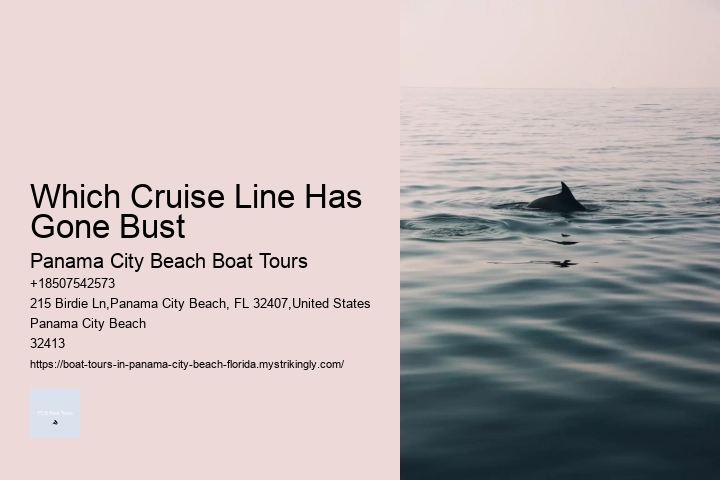 Which Cruise Line Has
Gone Bust
Panama City Beach Boat Tours
+18507542573
215 Birdie Ln,Panama City Beach, FL 32407,United States
Panama City Beach
32413
https://boat-tours-in-panama-city-beach-florida.mystrikingly.com/